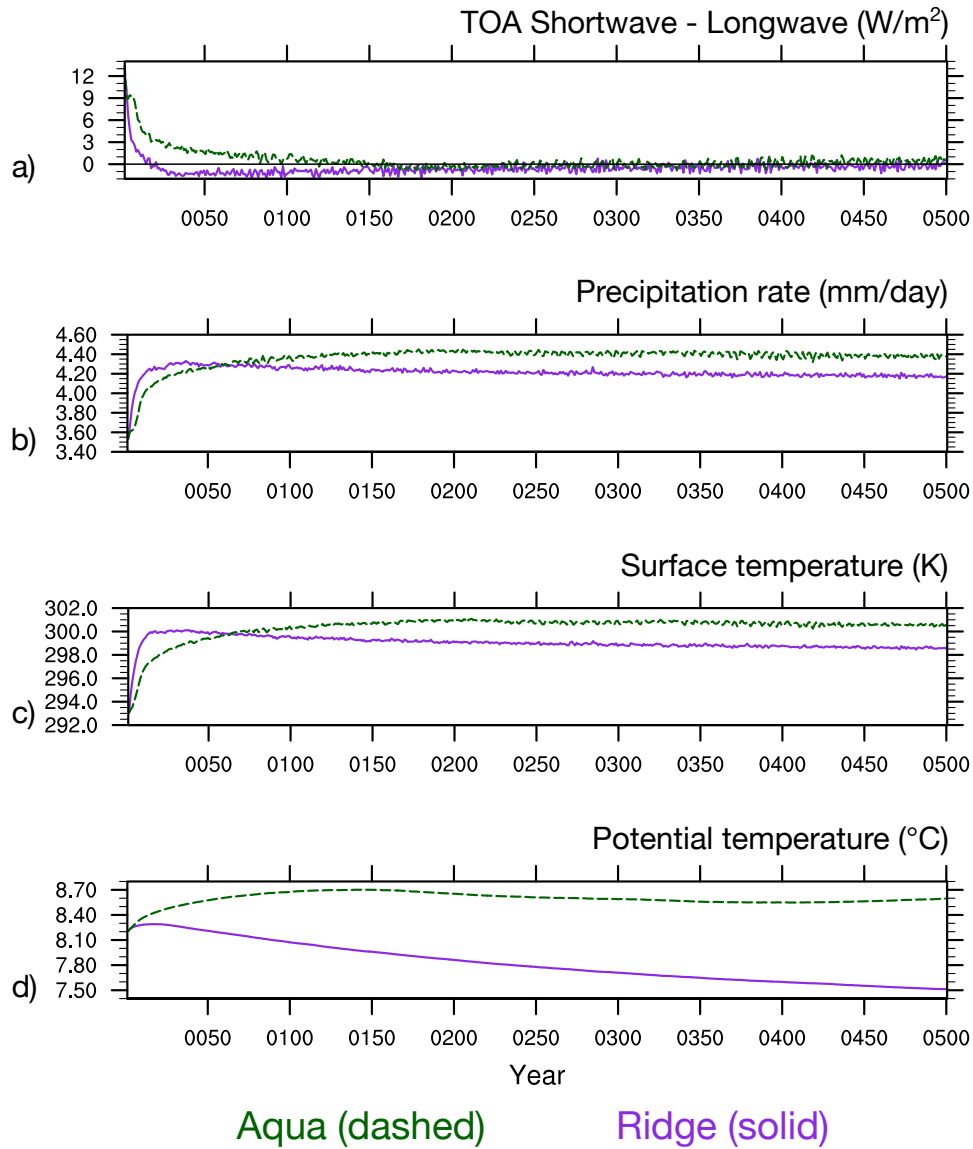 TOA Shortwave - Longwave (W/m²)
12
9
6
3
0
a)
0050 0100 0150 0200 0250 0300 0350 0400 0450 0500
Precipitation rate (mm/day)
4.60
4.40
4.20
4.00
3.80
3.60
3.40
b)
0050 0100 0150 0200 0250 0300 0350 0400 0450 0500
Surface temperature (K)
302.0
300.0
298.0
296.0
294.0
292.0
c)
0050 0100 0150 0200 0250 0300 0350 0400 0450 0500
Potential temperature (°C)
8.70
8.40
8.10
7.80
7.50
d)
0050 0100 0150 0200 0250 0300 0350 0400 0450 0500
Year
Aqua (dashed) Ridge (solid)